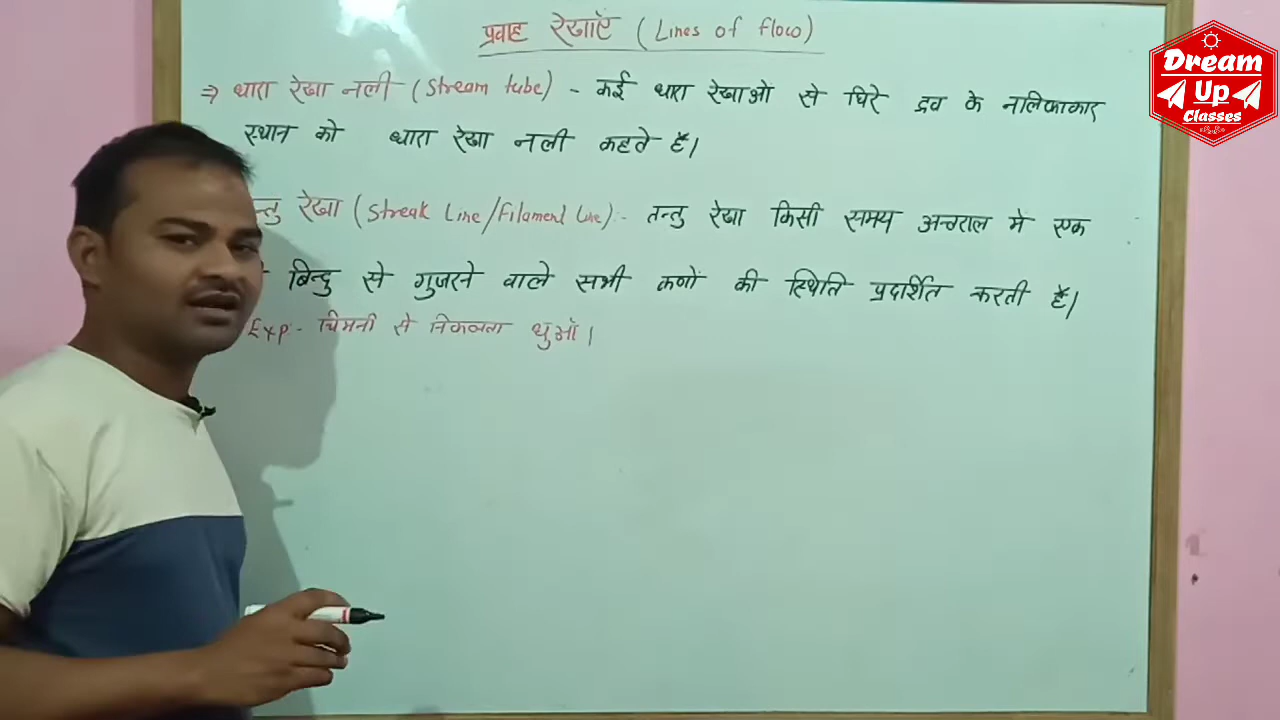 प्रवाह रेखाएँ (Lines of flow)
Dream
Up
Classes
⇒ धारा रेखा नली (Stream tube) - कई धारा रेखाओं से घिरे द्रव के नलिकाकार
स्थान को धारा रेखा नली कहते हैं।
रेखा (Streak Line/Filament Line):- तन्तु रेखा किसी समय अन्तराल मे एक
बिन्दु से गुजरने वाले सभी कणों की स्थिति प्रदर्शित करती है।
Exp:- चिमनी से निकलता धुआँ।